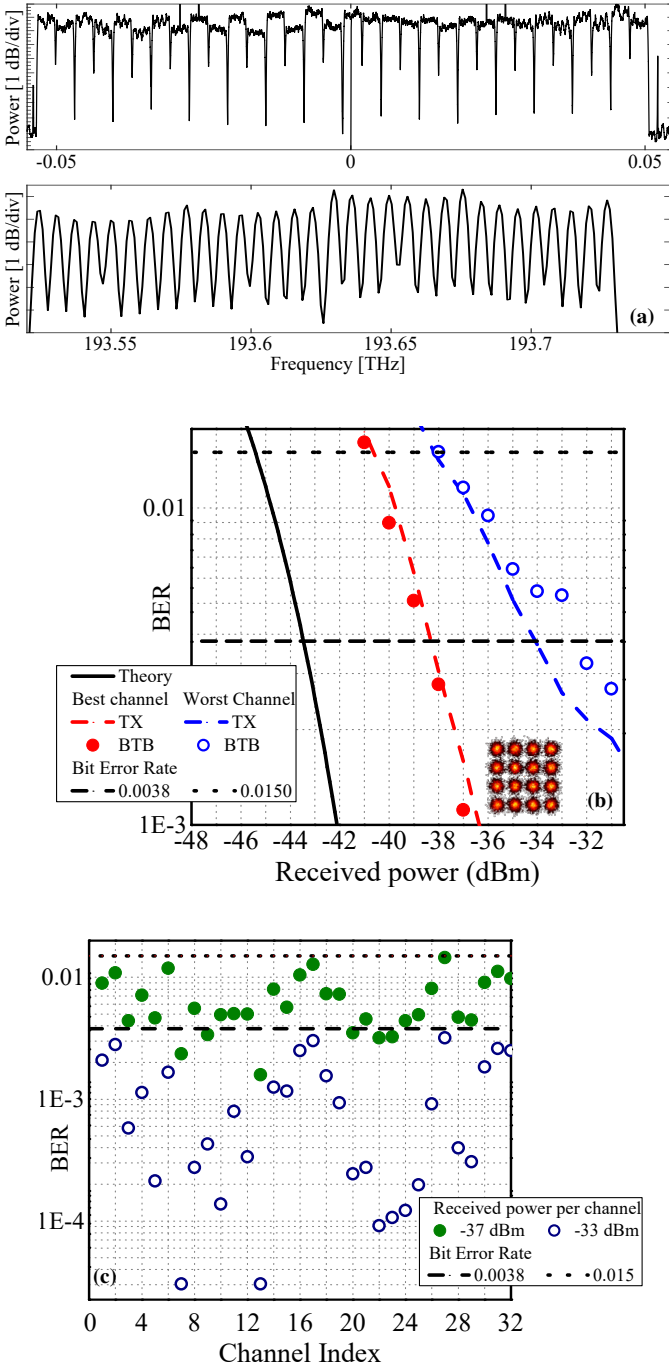 Power [1 dB/div]
-0.05 0 0.05
Power [1 dB/div]
(a)
193.55 193.6 193.65 193.7
Frequency [THz]
0.01
BER
Theory
Best channel Worst Channel
TX TX
BTB BTB
Bit Error Rate
0.0038 0.0150
(b)
1E-3
-48 -46 -44 -42 -40 -38 -36 -34 -32
Received power (dBm)
0.01
1E-3
BER
1E-4
Received power per channel
-37 dBm -33 dBm
Bit Error Rate
0.0038 0.015
(c)
0 4 8 12 16 20 24 28 32
Channel Index